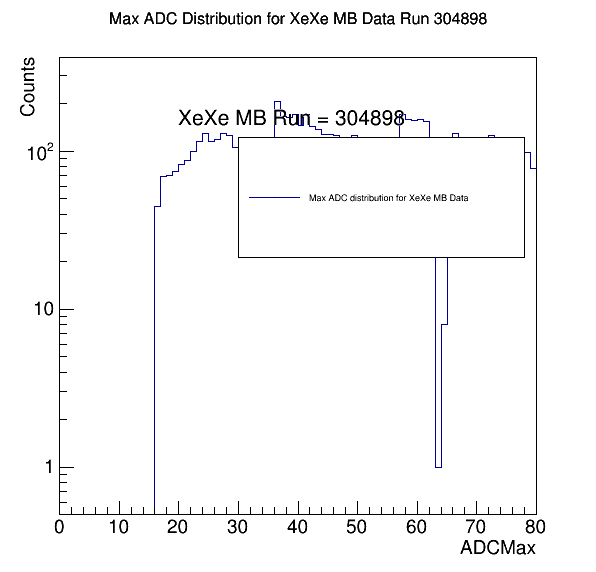 Max ADC Distribution for XeXe MB Data Run 304898
Counts
XeXe MB Run = 304898
Max ADC distribution for XeXe MB Data
10²
10
1
0 10 20 30 40 50 60 70 80
ADCMax